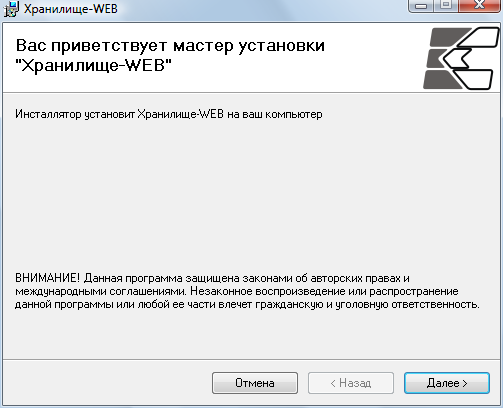 Хранилище-WEB
Вас приветствует мастер установки
"Хранилище-WEB"
Инсталлятор установит Хранилище-WEB на ваш компьютер
ВНИМАНИЕ! Данная программа защищена законами об авторских правах и
международными соглашениями. Незаконное воспроизведение или распространение
данной программы или любой ее части влечет гражданскую и уголовную ответственность.
Отмена
< Назад
Далее >